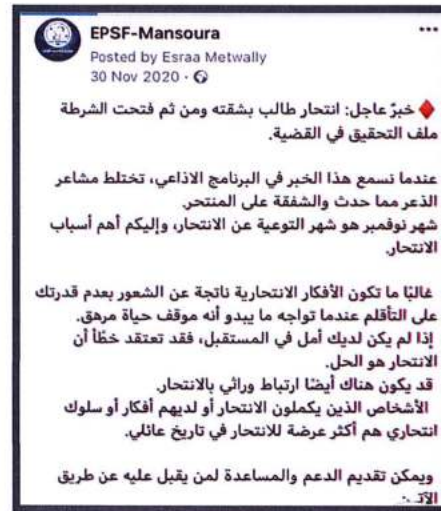 EPSF-Mansoura
Posted by Esraa Metwally
30 Nov 2020 ·
خبرٌ عاجل: انتحار طالب بشقته ومن ثم فتحت الشرطة
ملف التحقيق في القضية.
عندما نسمع هذا الخبر في البرنامج الاذاعي، تختلط مشاعر
الذعر مما حدث والشفقة على المنتحر.
شهر نوفمبر هو شهر التوعية عن الانتحار، وإليكم أهم أسباب
الانتحار.
غالبًا ما تكون الأفكار الانتحارية ناتجة عن الشعور بعدم قدرتك
على التأقلم عندما تواجه ما يبدو أنه موقف حياة مرهق.
إذا لم يكن لديك أمل في المستقبل، فقد تعتقد خطًأ أن
الانتحار هو الحل.
قد يكون هناك أيضًا ارتباط وراثي بالانتحار.
الأشخاص الذين يكملون الانتحار أو لديهم أفكار أو سلوك
انتحاري هم أكثر عرضة للانتحار في تاريخ عائلي.
ويمكن تقديم الدعم والمساعدة لمن يقبل عليه عن طريق